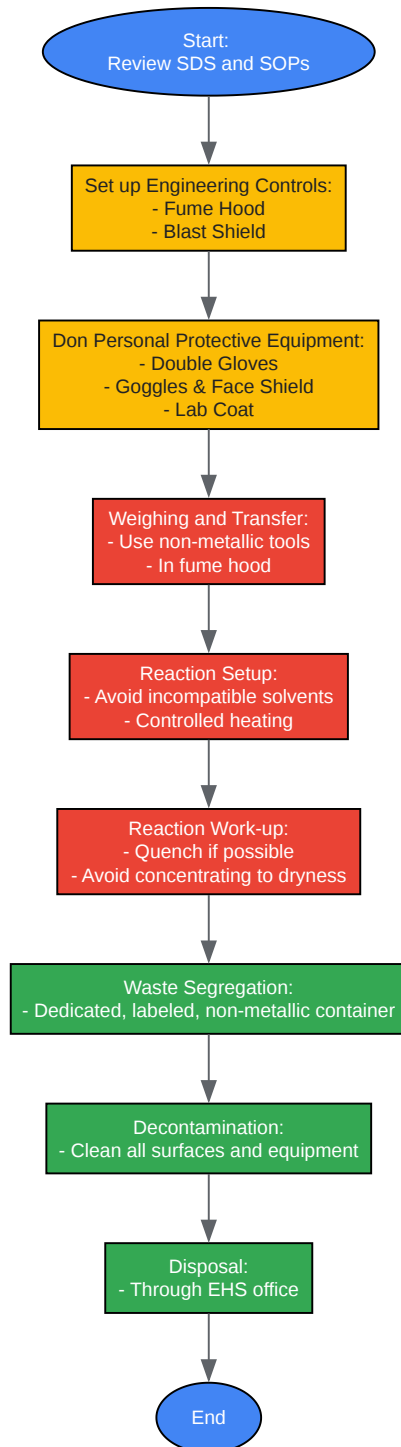 Start:
Review SDS and SOPs
Set up Engineering Controls:
- Fume Hood
- Blast Shield
Don Personal Protective Equipment:
- Double Gloves
- Goggles & Face Shield
- Lab Coat
Weighing and Transfer:
- Use non-metallic tools
- In fume hood
Reaction Setup:
- Avoid incompatible solvents
- Controlled heating
Reaction Work-up:
- Quench if possible
- Avoid concentrating to dryness
Waste Segregation:
- Dedicated, labeled, non-metallic container
Decontamination:
- Clean all surfaces and equipment
Disposal:
- Through EHS office
End